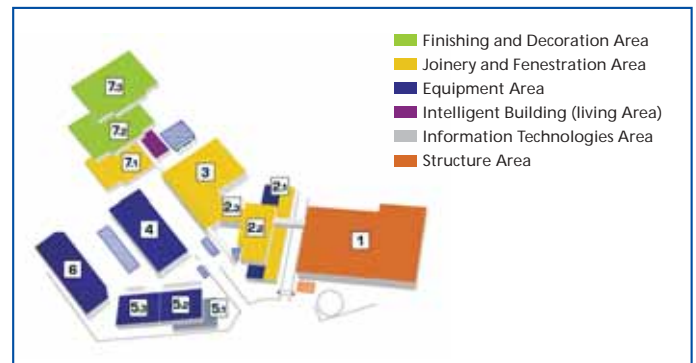 Finishing and Decoration Area
Joinery and Fenestration Area
Equipment Area
Intelligent Building (living Area)
Information Technologies Area
Structure Area
7.3
7.2
7.1
3
2.1
2.3
2.2
1
4
6
5.3
5.2
5.1